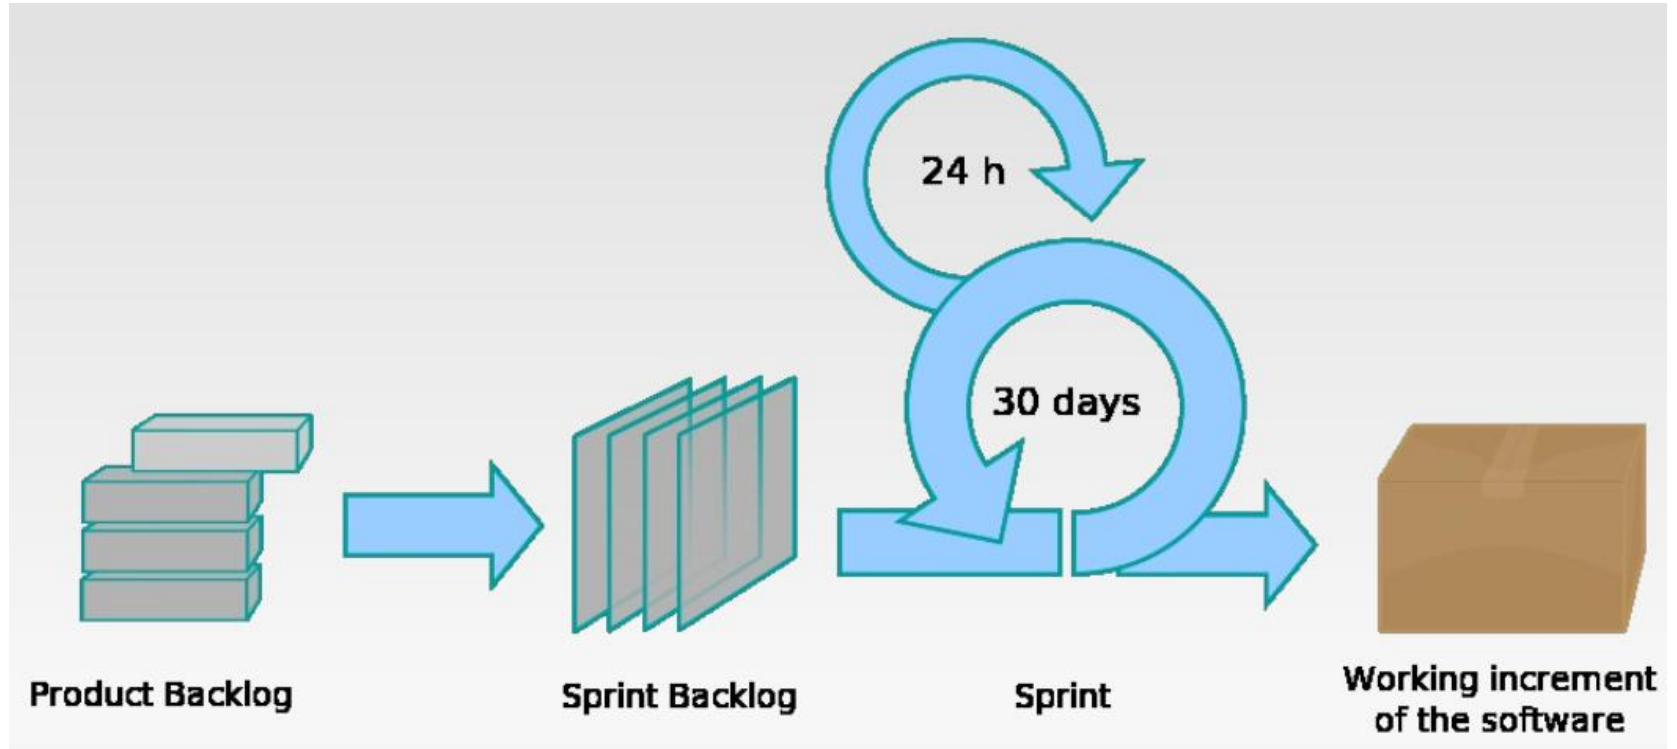 24 h
30 days
Product Backlog
Sprint Backlog
Sprint
Working increment
of the software